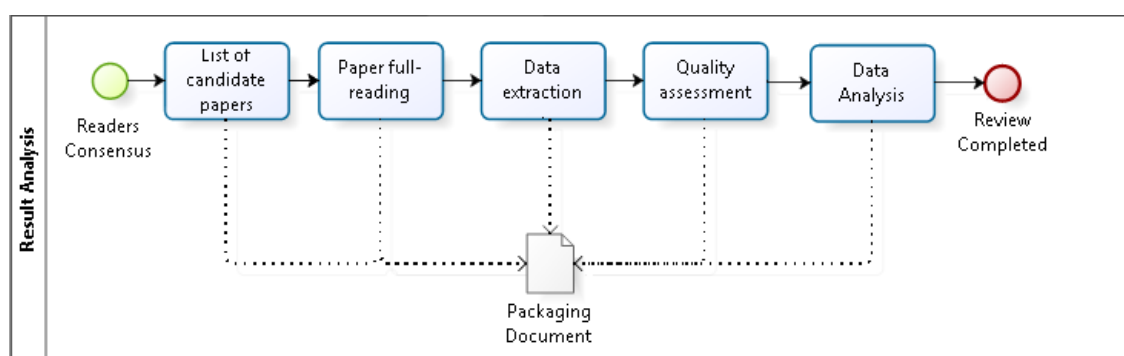 Result Analysis
Readers
Consensus
List of
candidate
papers
Paper full-
reading
Data
extraction
Quality
assessment
Data
Analysis
Review
Completed
Packaging
Document